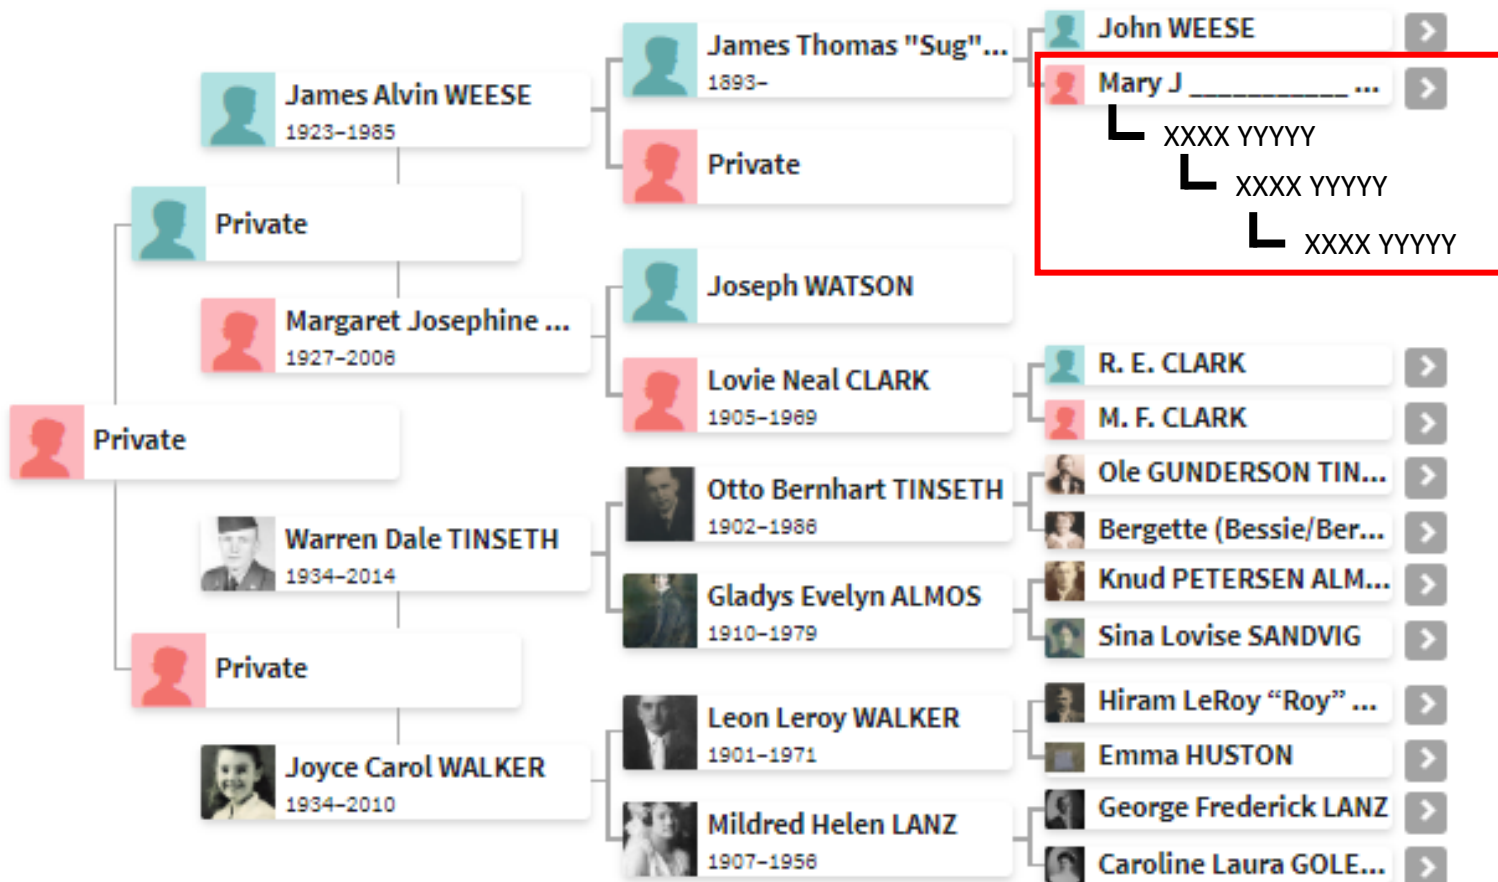 John WEESE
James Thomas "Sug"...
1893–
Mary J ___________ ...
James Alvin WEESE
1923–1985
XXXX YYYYY
Private
XXXX YYYYY
Private
XXXX YYYYY
Joseph WATSON
Margaret Josephine ...
1927–2006
R. E. CLARK
Lovie Neal CLARK
1905–1969
M. F. CLARK
Private
Ole GUNDERSON TIN...
Otto Bernhart TINSETH
1902–1986
Bergette (Bessie/Ber...
Warren Dale TINSETH
1934–2014
Knud PETERSEN ALM...
Gladys Evelyn ALMOS
1910–1979
Sina Lovise SANDVIG
Private
Hiram LeRoy “Roy” ...
Leon Leroy WALKER
1901–1971
Emma HUSTON
Joyce Carol WALKER
1934–2010
George Frederick LANZ
Mildred Helen LANZ
1907–1956
Caroline Laura GOLE...